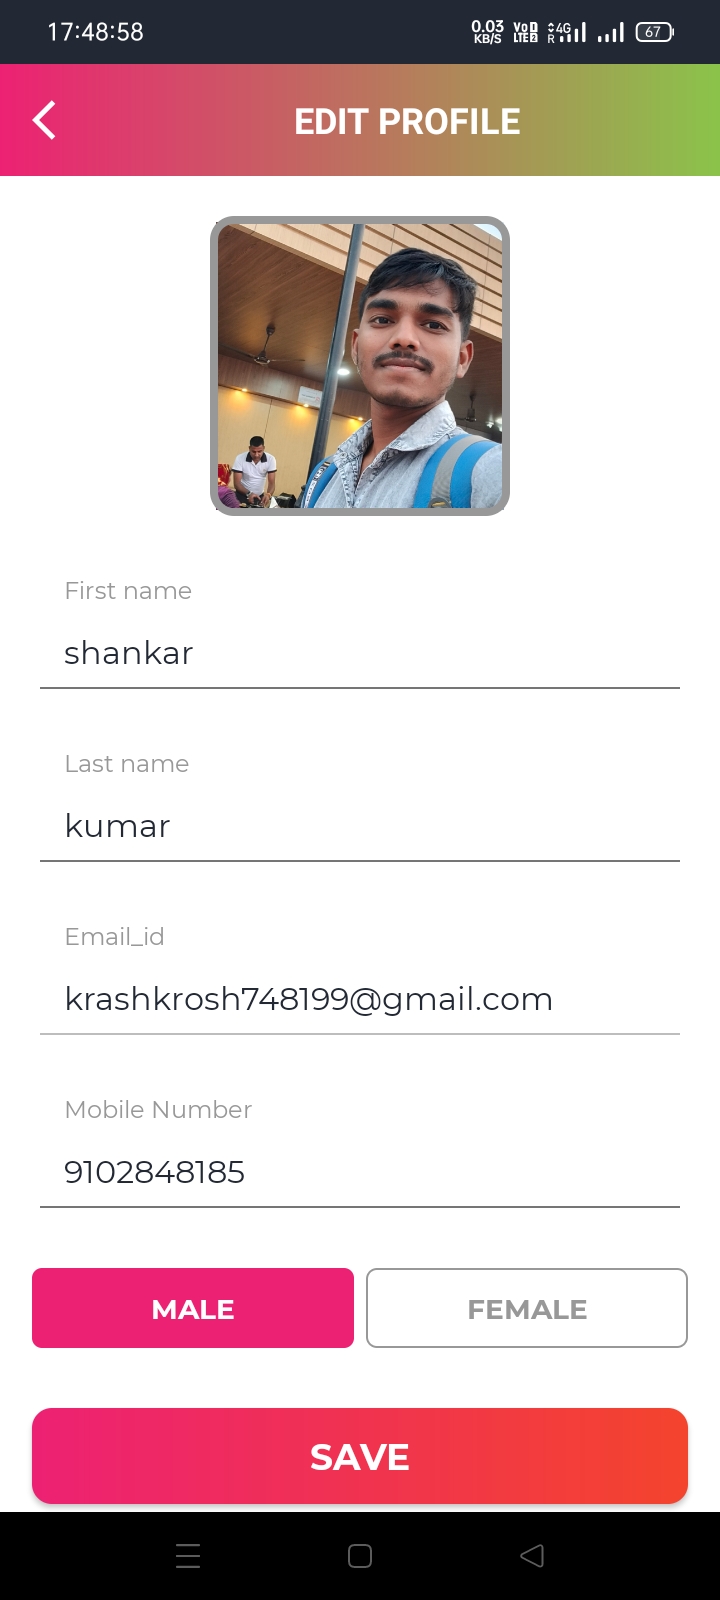 17:48:58
0.03 KB/S VoD LTE2 4G R 67
EDIT PROFILE
First name
shankar
Last name
kumar
Email_id
krashkrosh748199@gmail.com
Mobile Number
9102848185
MALE
FEMALE
SAVE